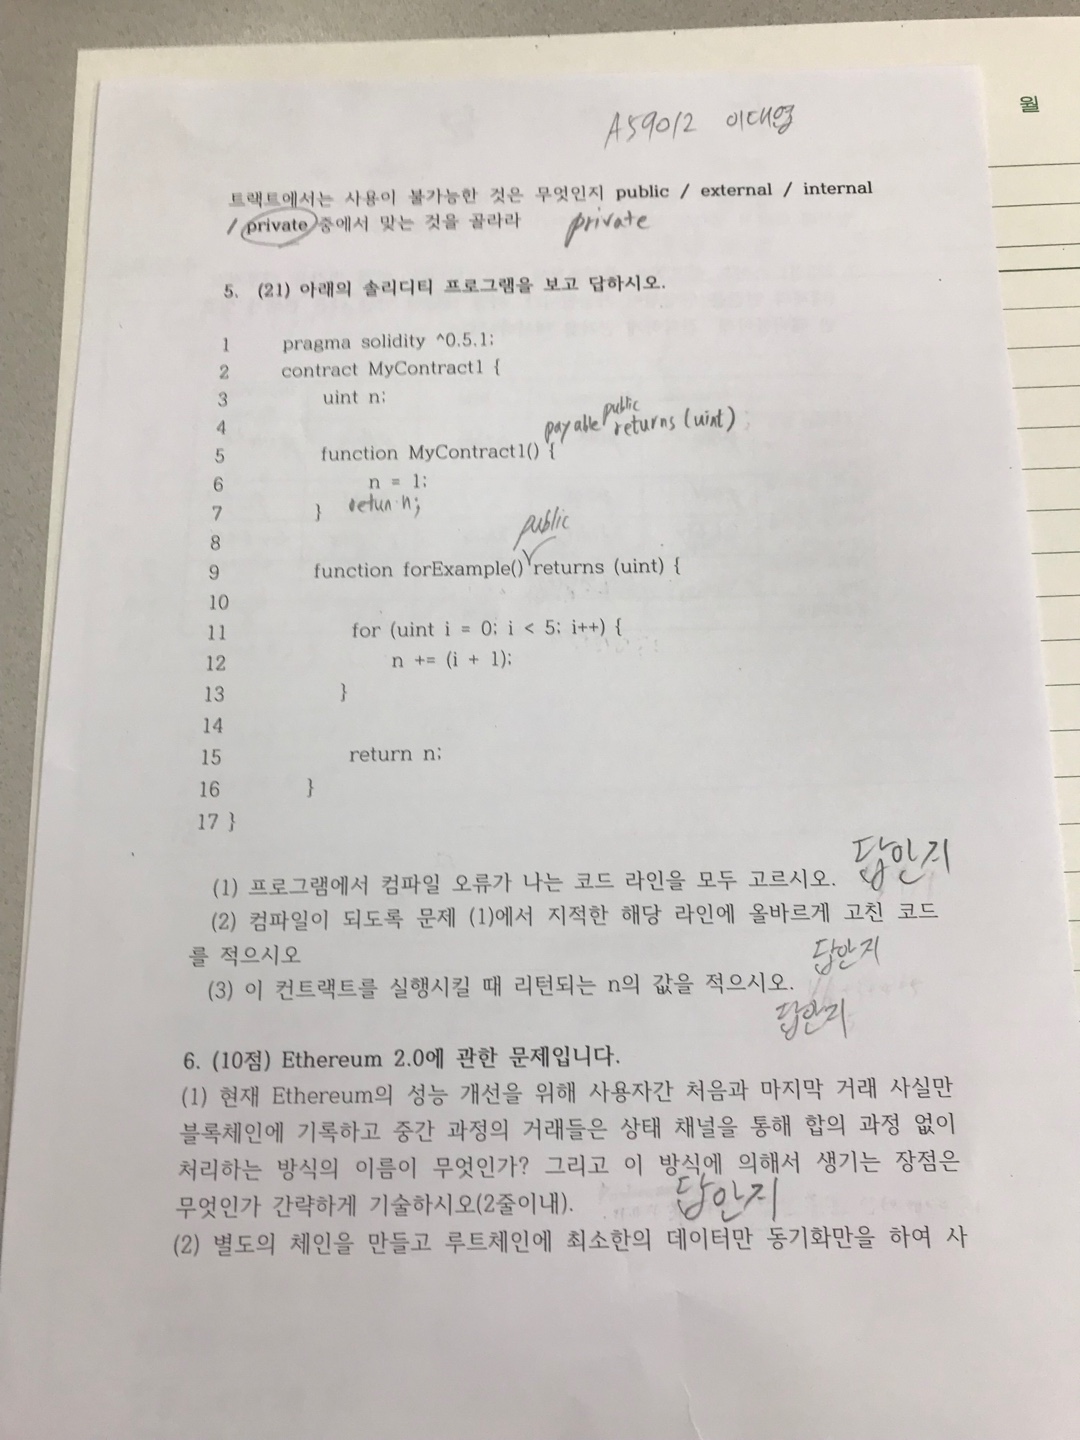 월
A59012 이대엽
트랙트에서는 사용이 불가능한 것은 무엇인지 public / external / internal
/ private 중에서 맞는 것을 골라라 private
5. (21) 아래의 솔리디티 프로그램을 보고 답하시오.
1 pragma solidity ^0.5.1;
2 contract MyContract1 {
3 uint n;
4
payable public returns (uint)
5 function MyContract1() {
6 n = 1;
7 } retun n;
8
public
9 function forExample() returns (uint) {
10
11 for (uint i = 0; i < 5; i++) {
12 n += (i + 1);
13 }
14
15 return n;
16 }
17 }
(1) 프로그램에서 컴파일 오류가 나는 코드 라인을 모두 고르시오. 답안지
(2) 컴파일이 되도록 문제 (1)에서 지적한 해당 라인에 올바르게 고친 코드
를 적으시오 답안지
(3) 이 컨트랙트를 실행시킬 때 리턴되는 n의 값을 적으시오.
답안지
6. (10점) Ethereum 2.0에 관한 문제입니다.
(1) 현재 Ethereum의 성능 개선을 위해 사용자간 처음과 마지막 거래 사실만
블록체인에 기록하고 중간 과정의 거래들은 상태 채널을 통해 합의 과정 없이
처리하는 방식의 이름이 무엇인가? 그리고 이 방식에 의해서 생기는 장점은
무엇인가 간략하게 기술하시오(2줄이내). 답안지
(2) 별도의 체인을 만들고 루트체인에 최소한의 데이터만 동기화만을 하여 사